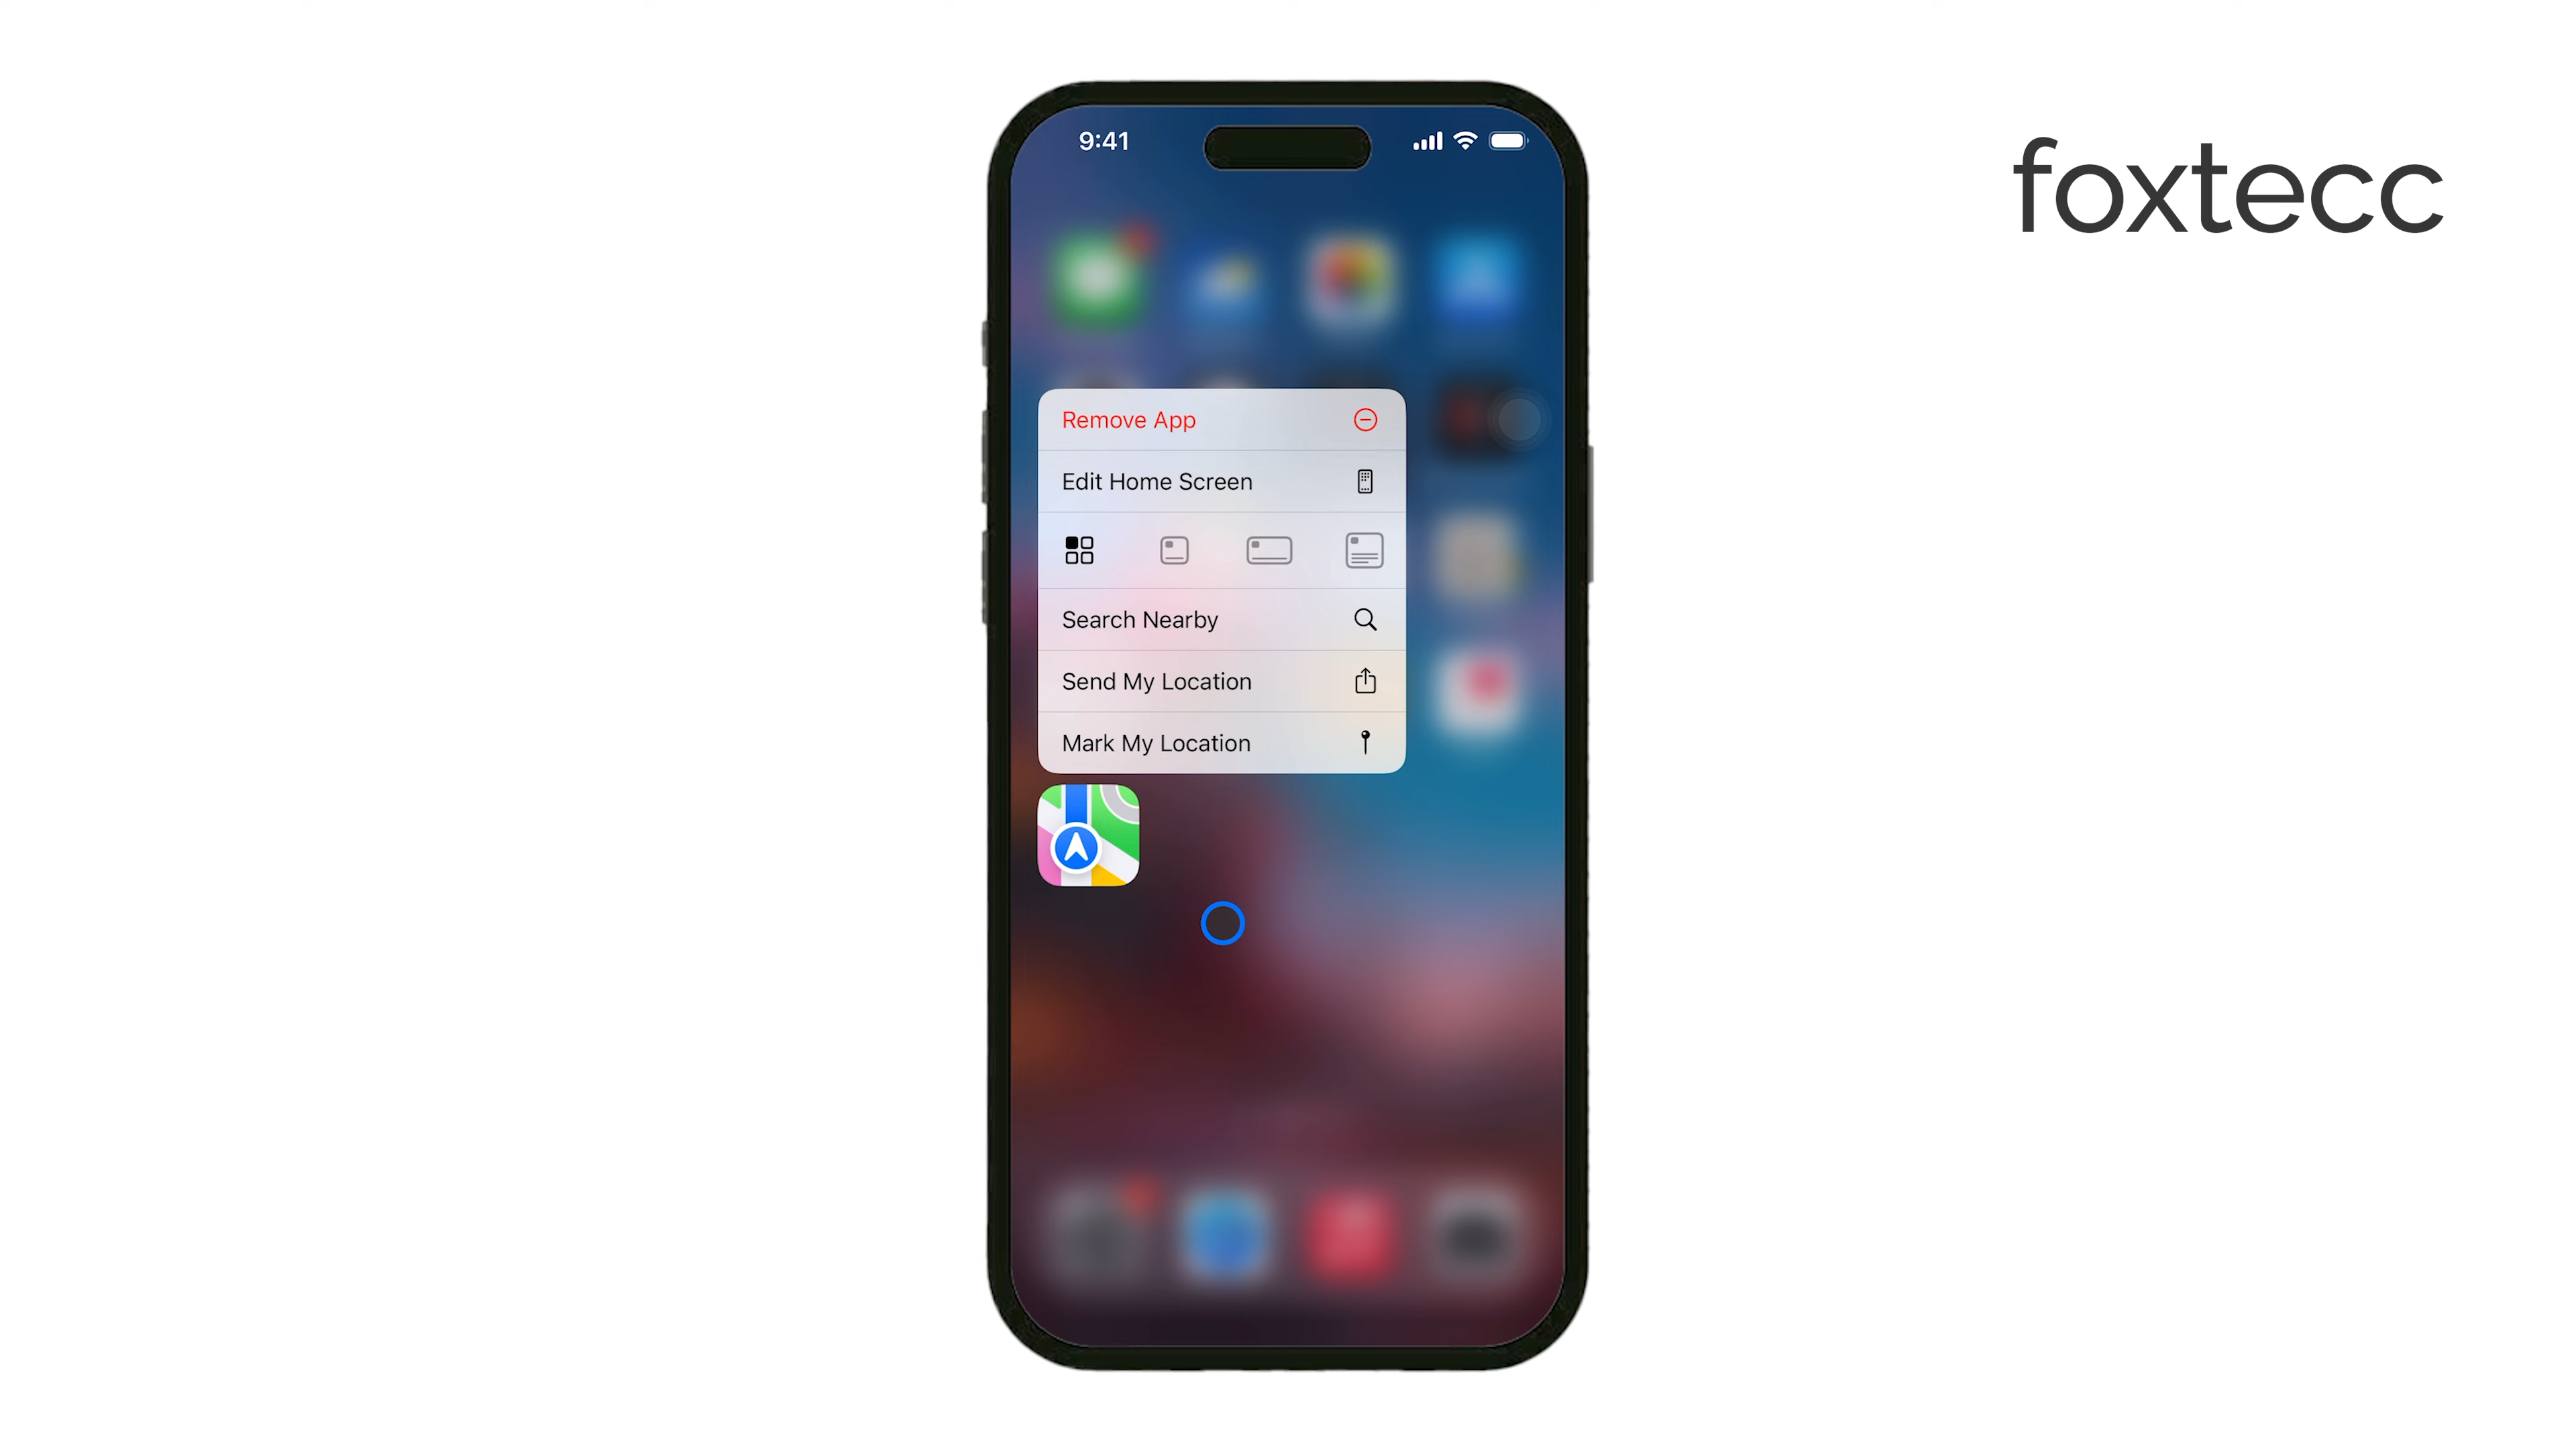 9:41
foxtecc
Remove App
Edit Home Screen
Search Nearby
Send My Location
Mark My Location